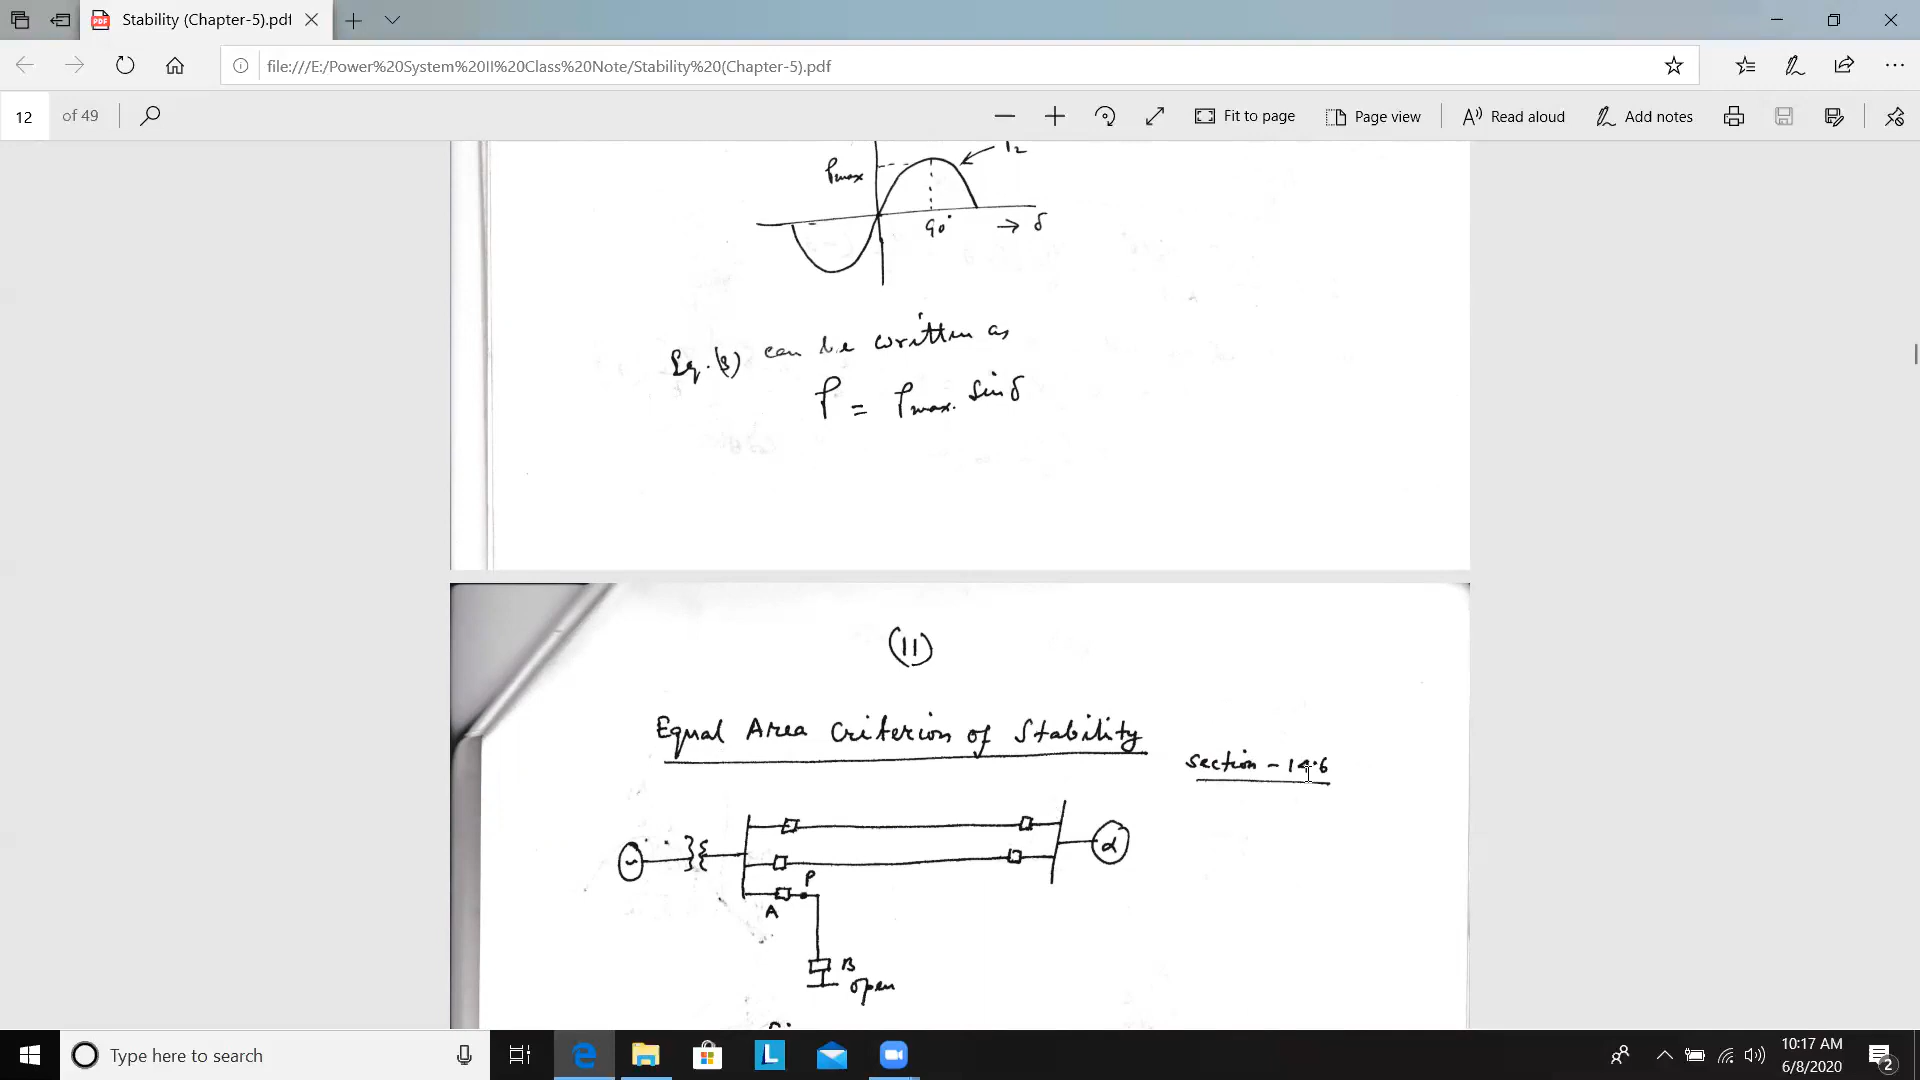 Stability (Chapter-5).pdf
file:///E:/Power%20System%20II%20Class%20Note/Stability%20(Chapter-5).pdf
12 of 49
Fit to page
Page view
Read aloud
Add notes
Pmax
90°
→ δ
Eq. (3) can be written as
P = Pmax. Sin δ
(11)
Equal Area Criterion of Stability
Section - 14.6
P
A
B
open
Type here to search
10:17 AM
6/8/2020
2